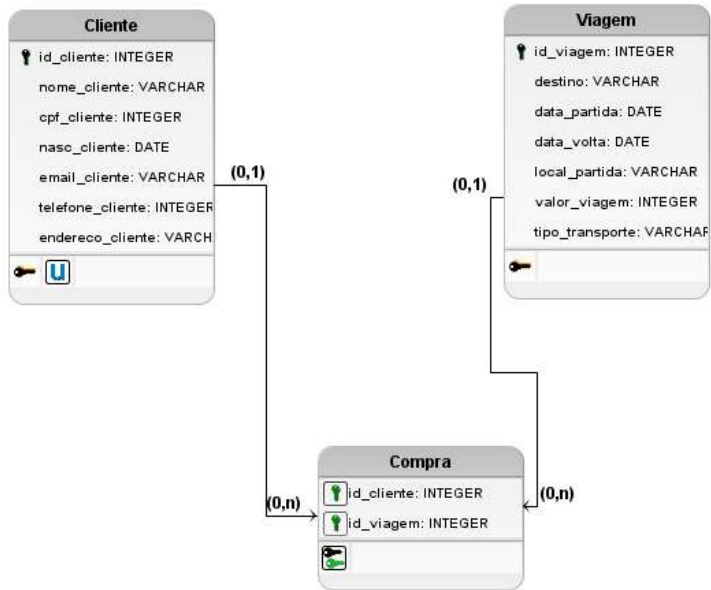 Cliente
id_cliente: INTEGER
nome_cliente: VARCHAR
cpf_cliente: INTEGER
nasc_cliente: DATE
email_cliente: VARCHAR
telefone_cliente: INTEGER
endereco_cliente: VARCH
U
(0,1)
Viagem
id_viagem: INTEGER
destino: VARCHAR
data_partida: DATE
data_volta: DATE
local_partida: VARCHAR
valor_viagem: INTEGER
tipo_transporte: VARCHAR
(0,1)
Compra
id_cliente: INTEGER
id_viagem: INTEGER
(0,n)
(0,n)